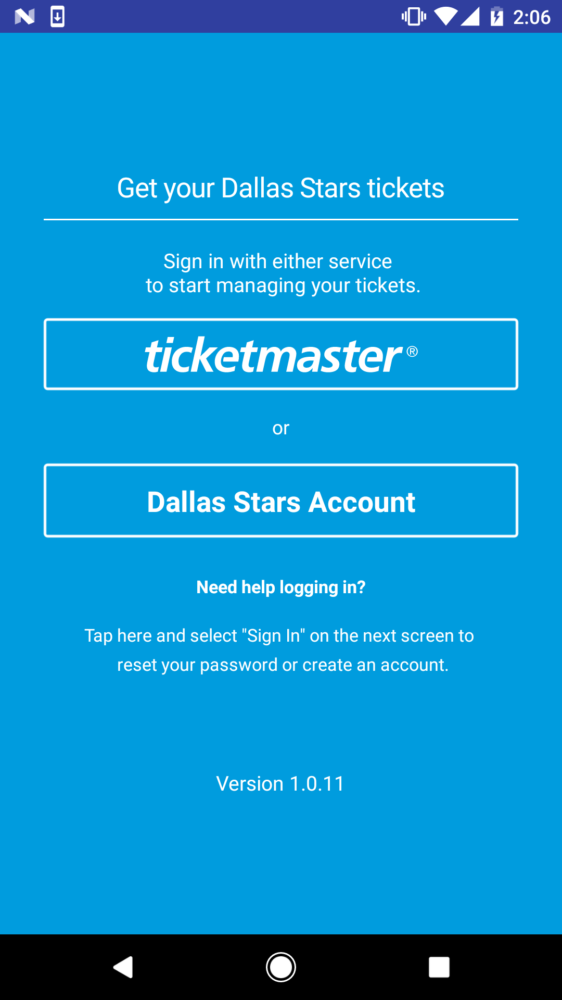 2:06
Get your Dallas Stars tickets
Sign in with either service
to start managing your tickets.
ticketmaster®
or
Dallas Stars Account
Need help logging in?
Tap here and select "Sign In" on the next screen to
reset your password or create an account.
Version 1.0.11